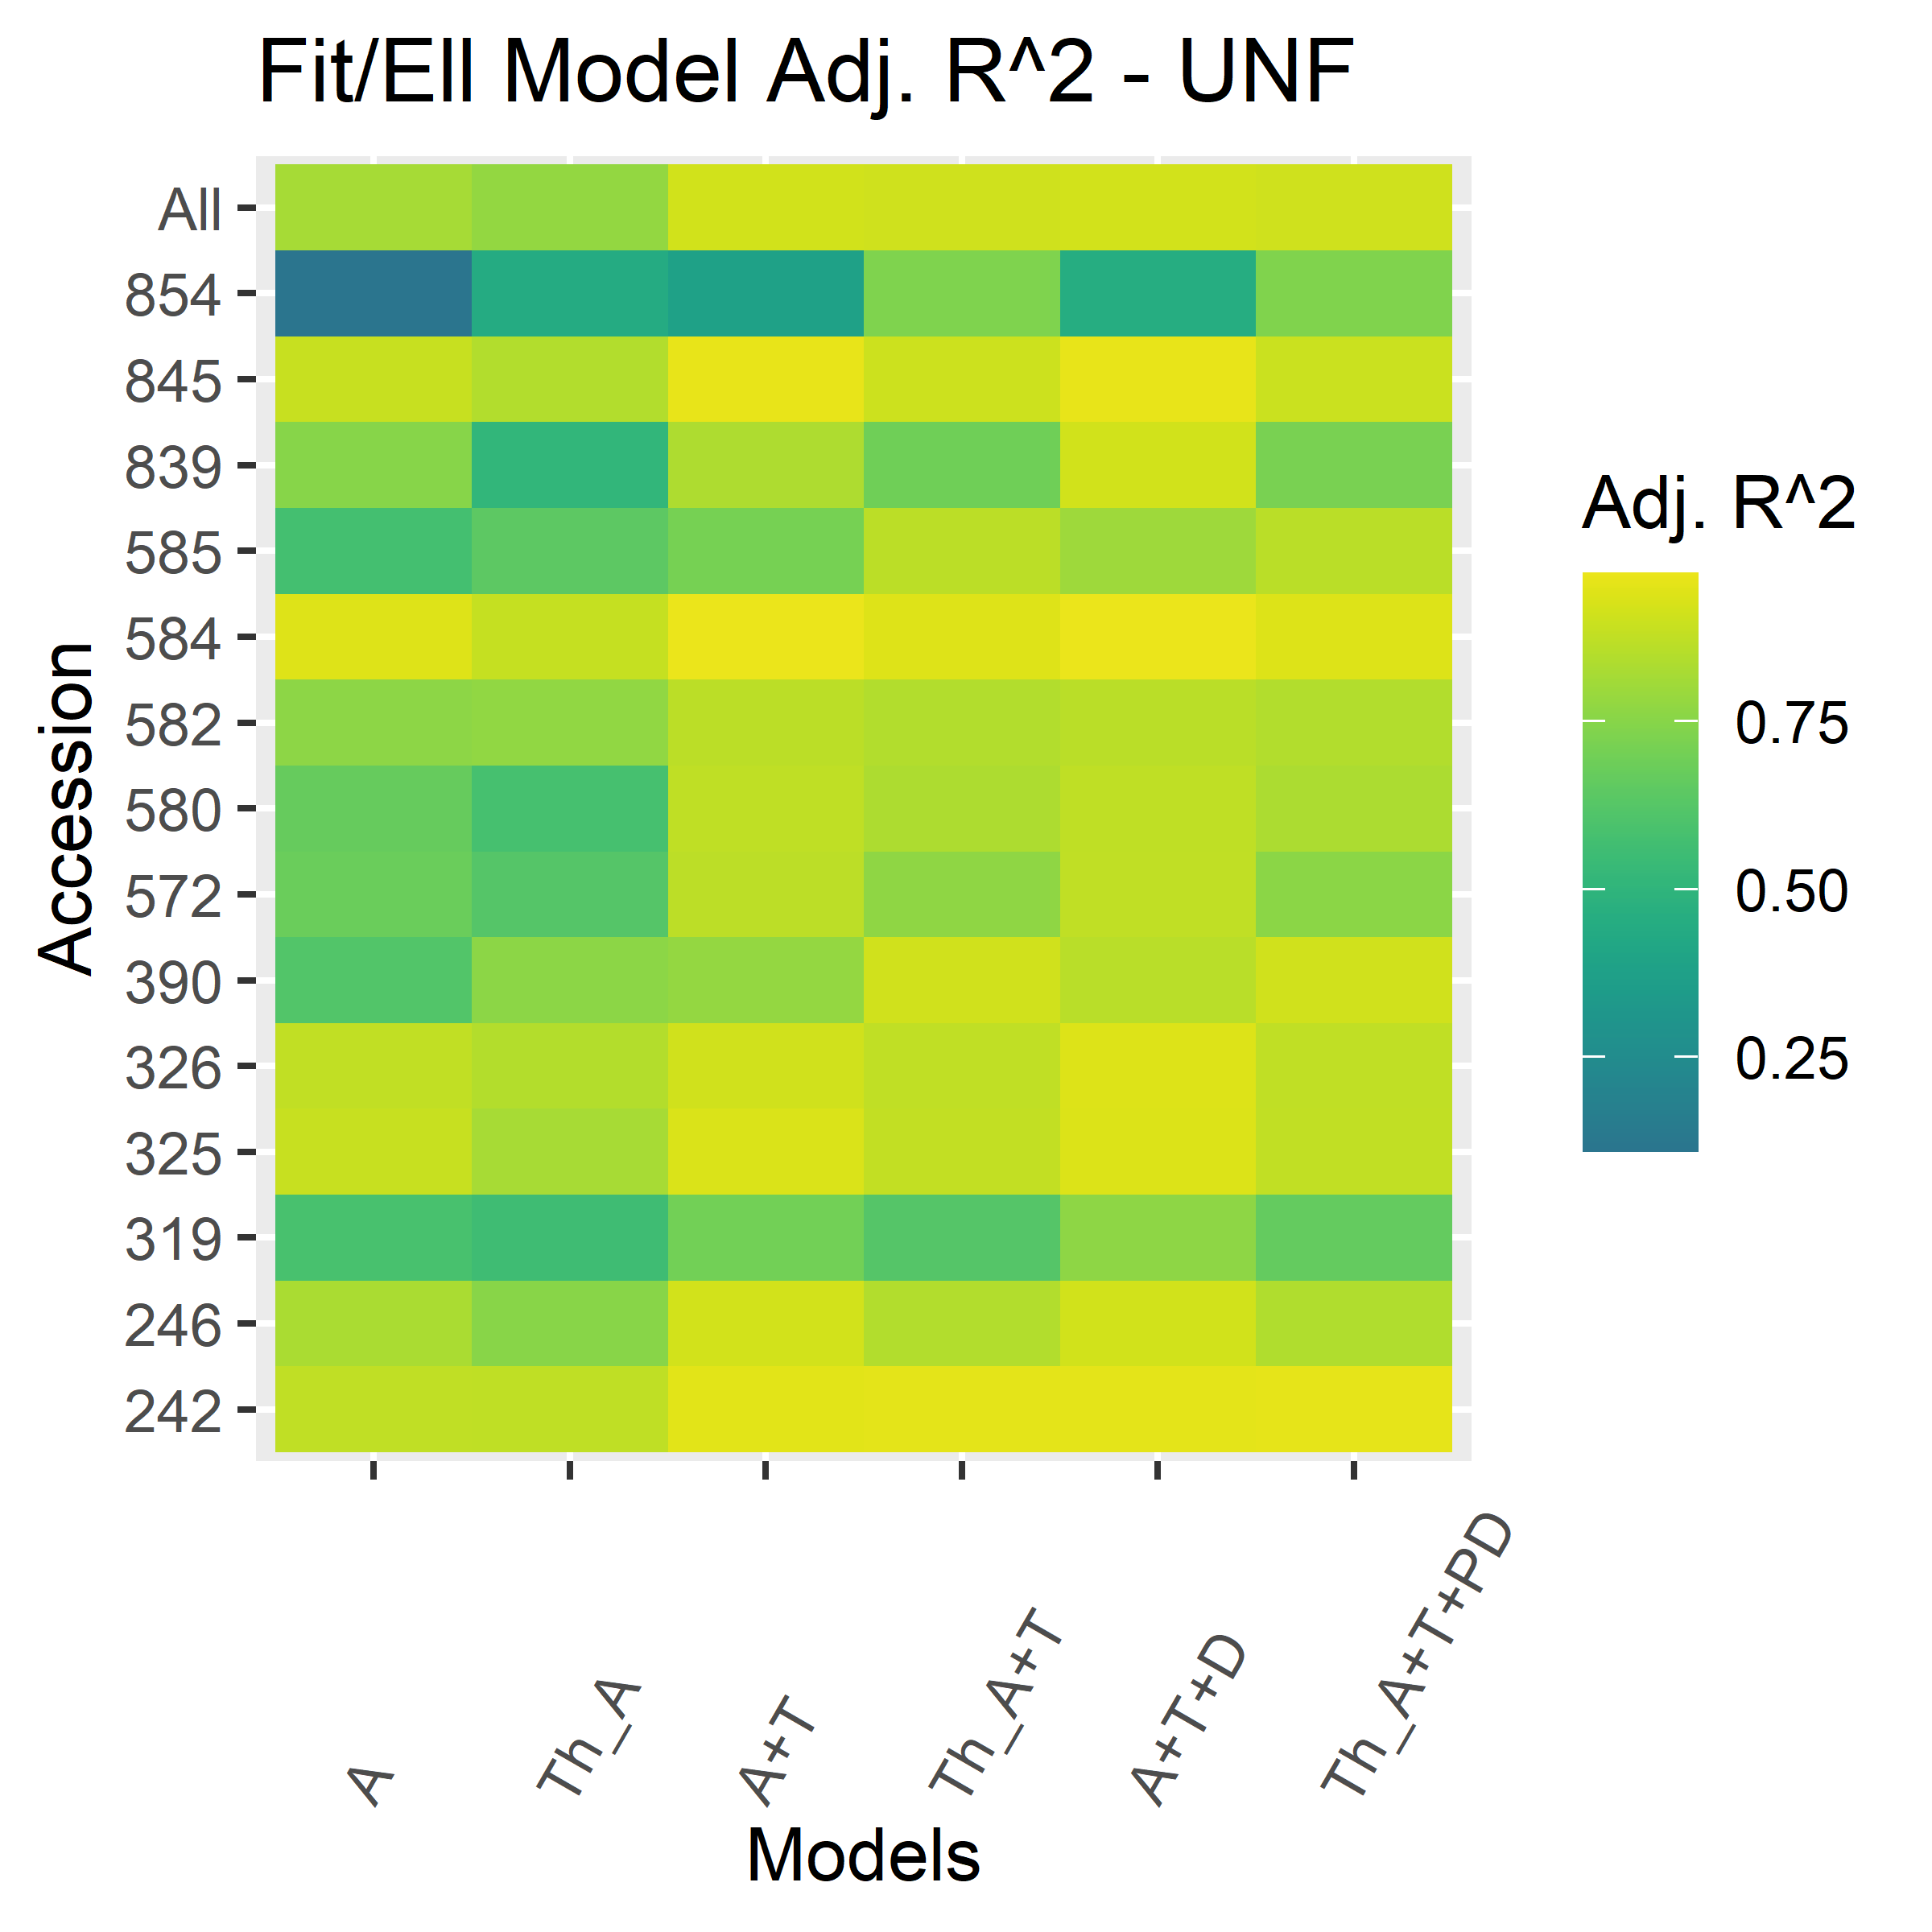 Fit/Ell Model Adj. R^2 - UNF
Accession
All
854
845
839
585
584
582
580
572
390
326
325
319
246
242
A
Th_A
A+T
Th_A+T
A+T+D
Th_A+T+PD
Models
Adj. R^2
0.75
0.50
0.25